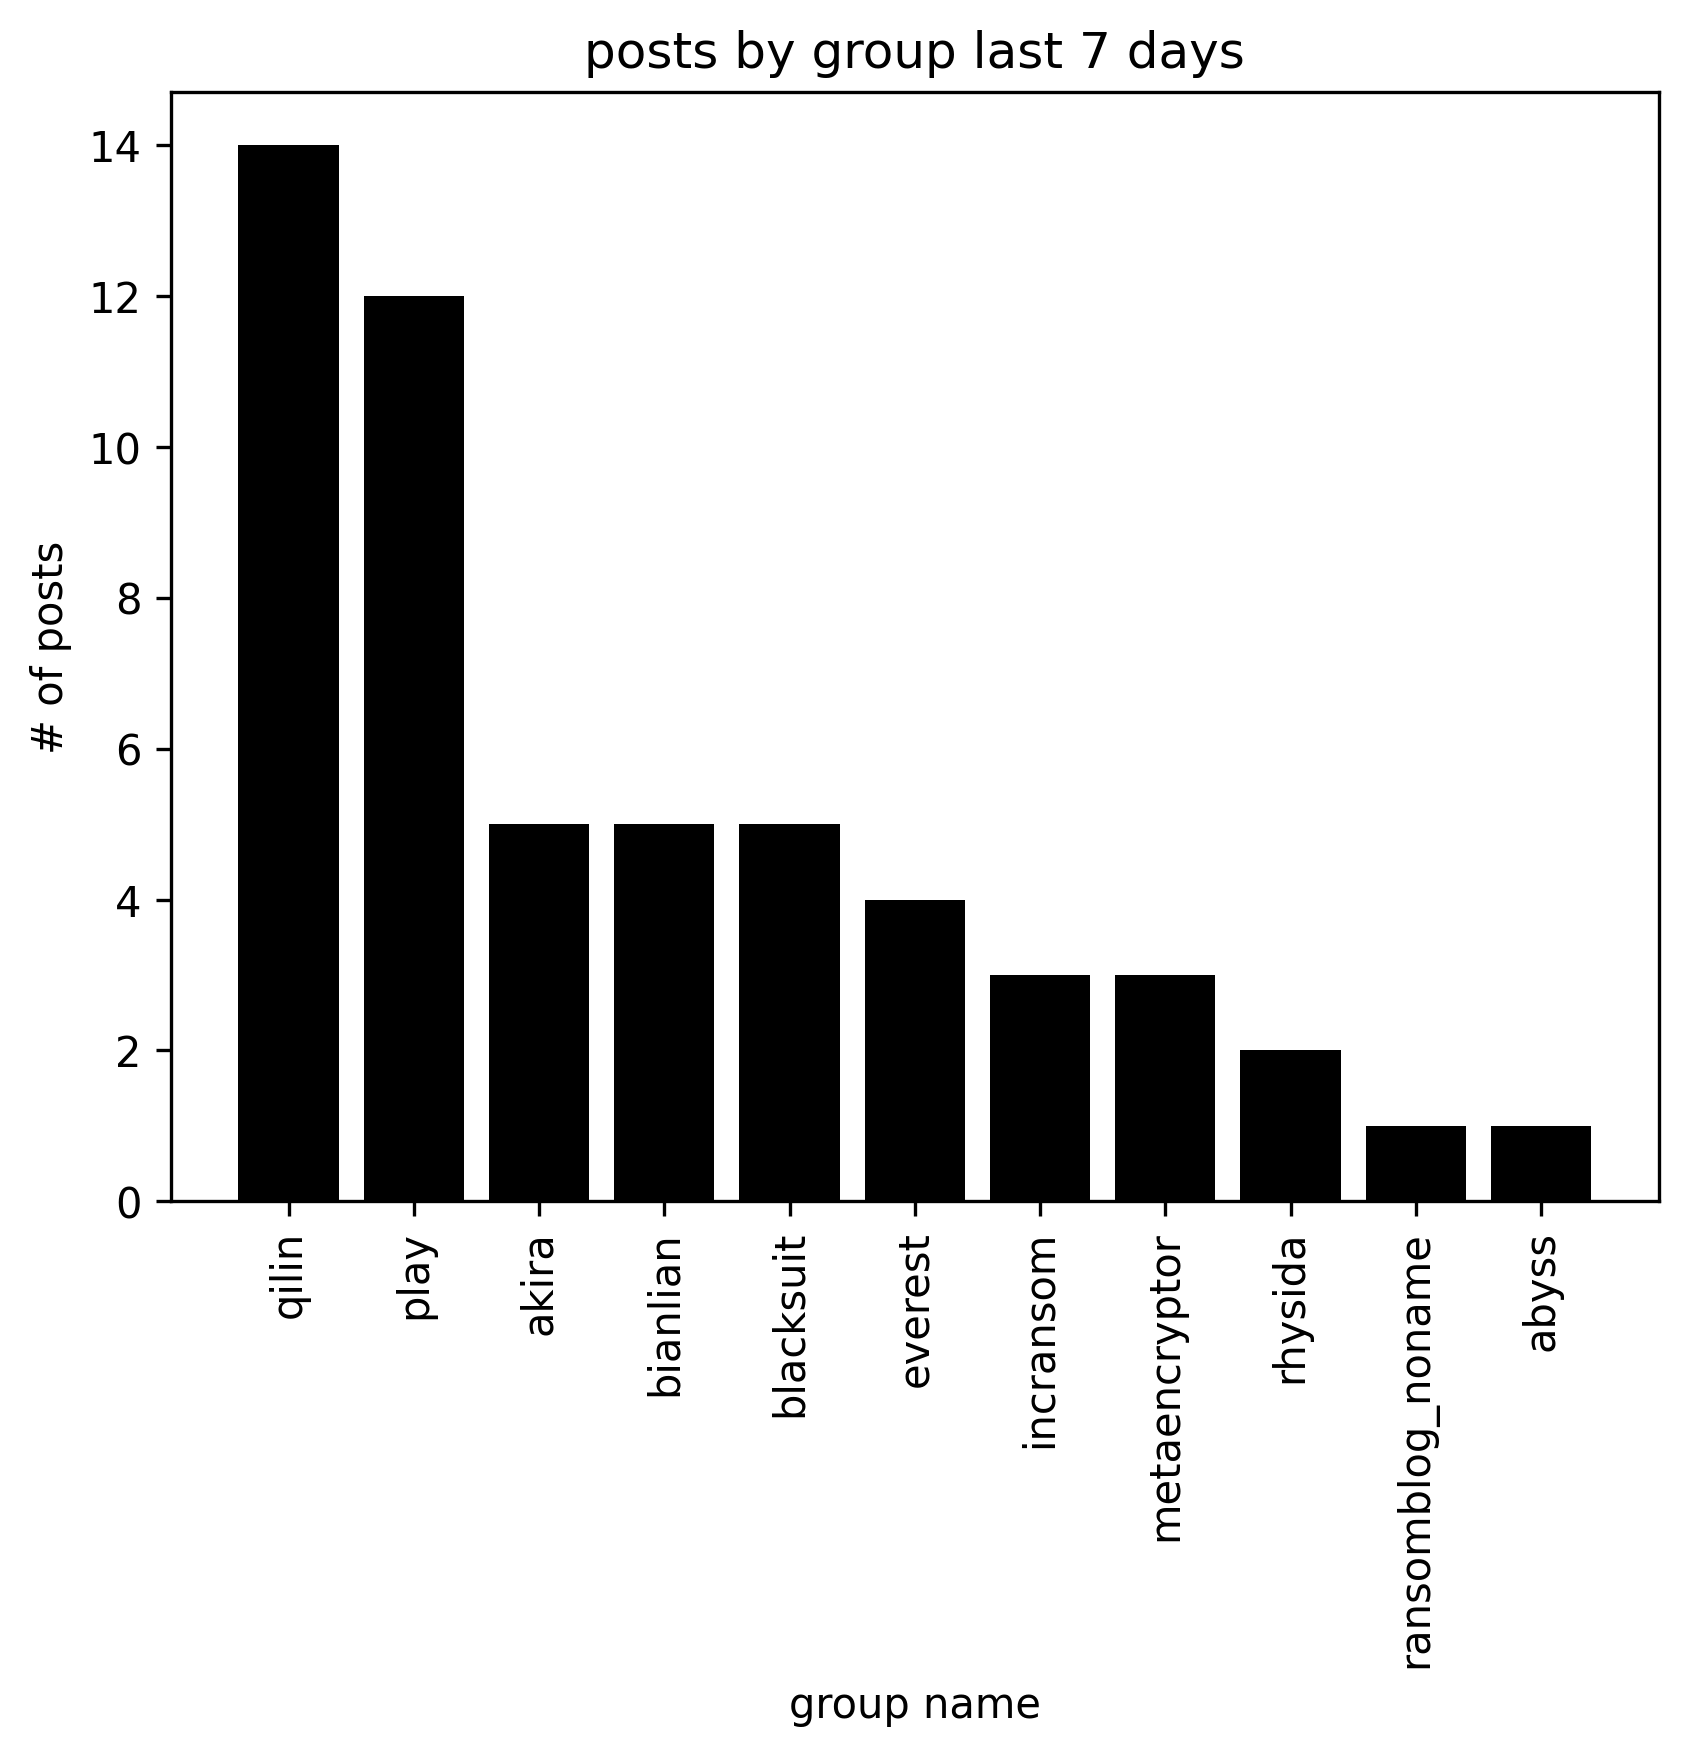 posts by group last 7 days
14
12
10
8
6
4
2
0
# of posts
qilin
play
akira
bianlian
blacksuit
everest
incransom
metaencryptor
rhysida
ransomblog_noname
abyss
group name